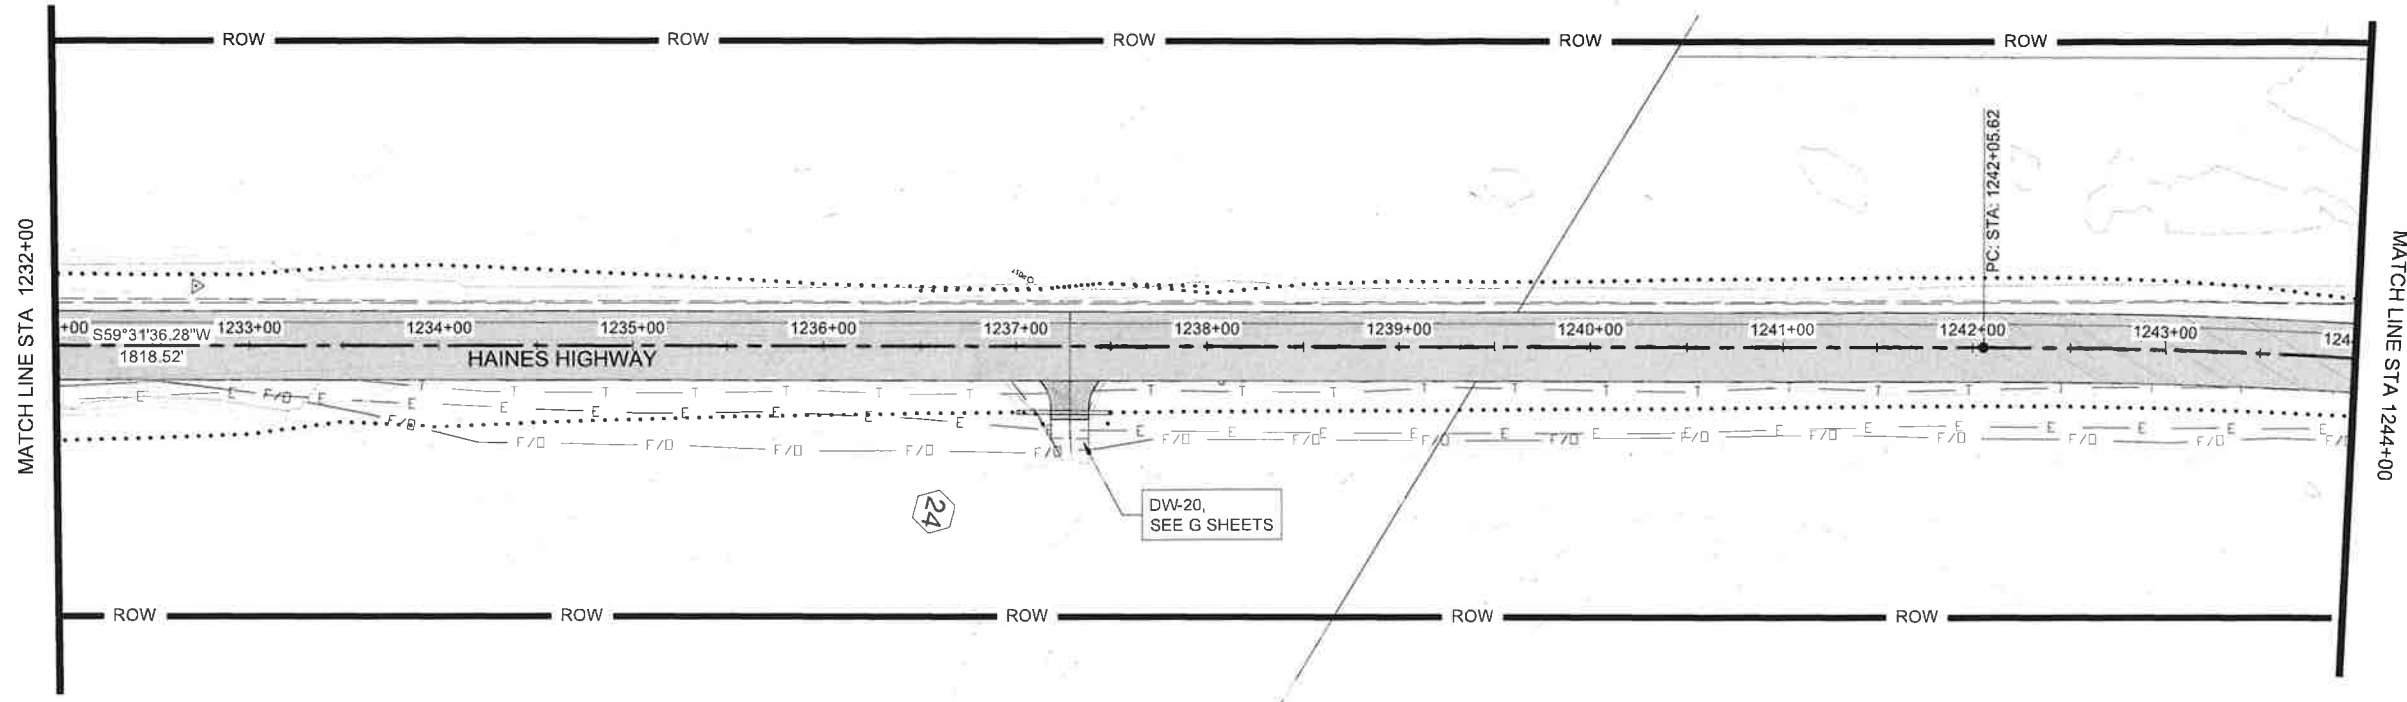 ROW ROW ROW ROW ROW
MATCH LINE STA 1232+00
PC: STA: 1242+05.62
MATCH LINE STA 1244+00
+00 1233+00 1234+00 1235+00 1236+00 1237+00 1238+00 1239+00 1240+00 1241+00 1242+00 1243+00 124
S59°31'36.28"W
1818.52'
HAINES HIGHWAY
T T T T T T T T T T T T T T T
E E E E E E E E E E E E E E E E E E E E E E E E E
F/O F/O F/O F/O F/O F/O F/O F/O F/O F/O F/O F/O F/O F/O F/O F/O F/O
24
DW-20,
SEE G SHEETS
ROW ROW ROW ROW ROW